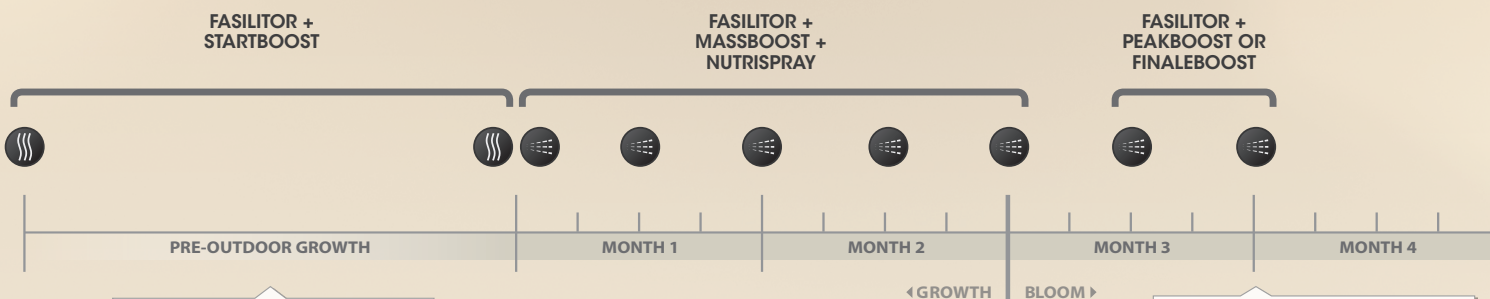 FASILITOR +
STARTBOOST
FASILITOR +
MASSBOOST +
NUTRISPRAY
FASILITOR +
PEAKBOOST OR
FINALEBOOST
PRE-OUTDOOR GROWTH
MONTH 1
MONTH 2
MONTH 3
MONTH 4
GROWTH
BLOOM